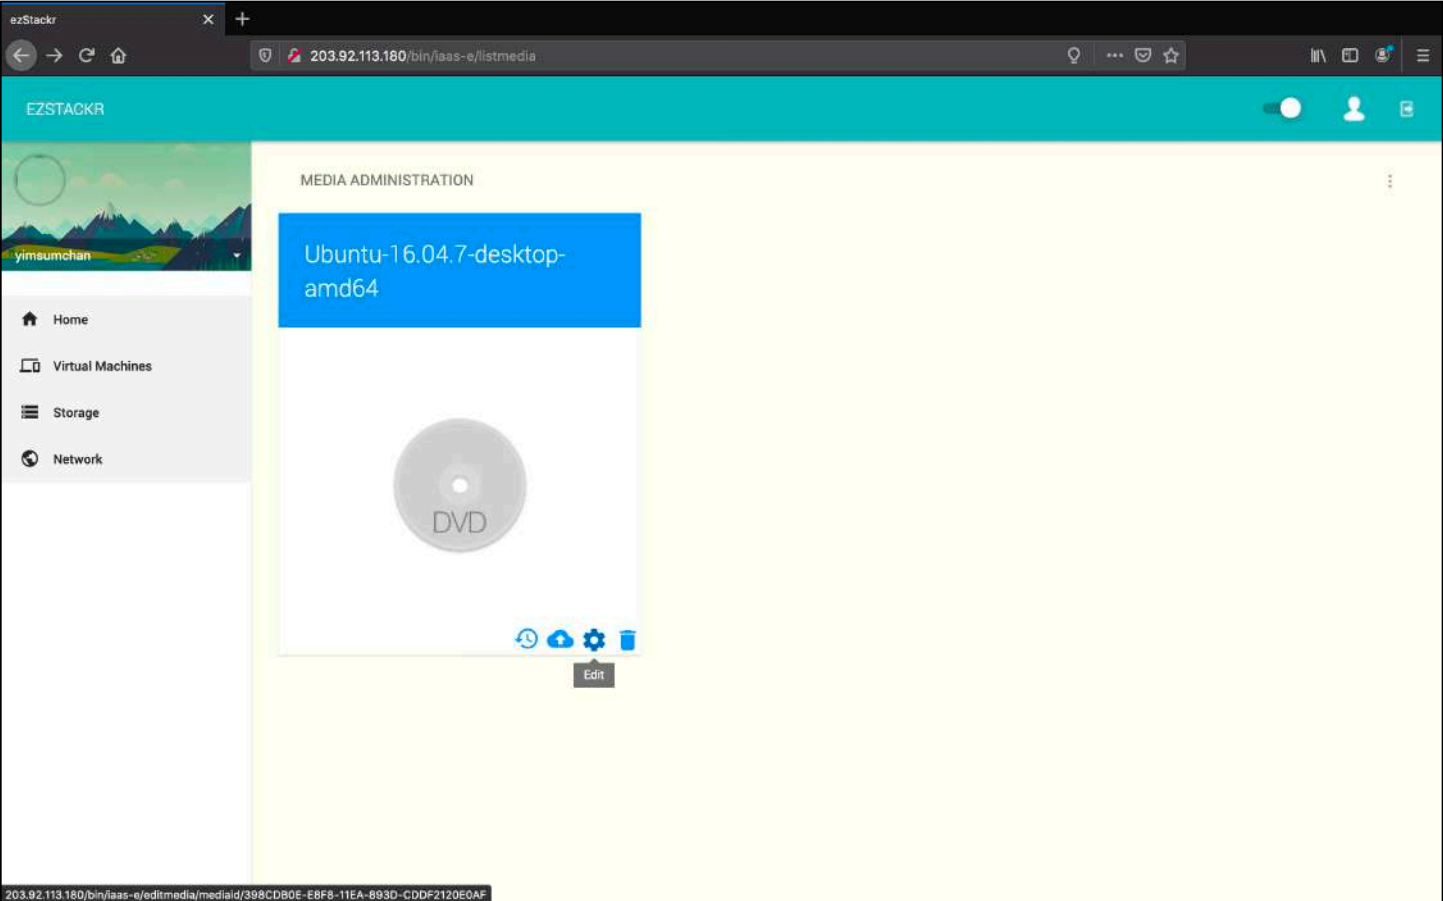 ezStackr
203.92.113.180/bin/iaas-e/listmedia
EZSTACKR
MEDIA ADMINISTRATION
yimsumchan
Ubuntu-16.04.7-desktop-
amd64
Home
Virtual Machines
Storage
Network
DVD
Edit
203.92.113.180/bin/iaas-e/editmedia/mediaid/398CDB0E-E8F8-11EA-893D-CDDF2120E0AF